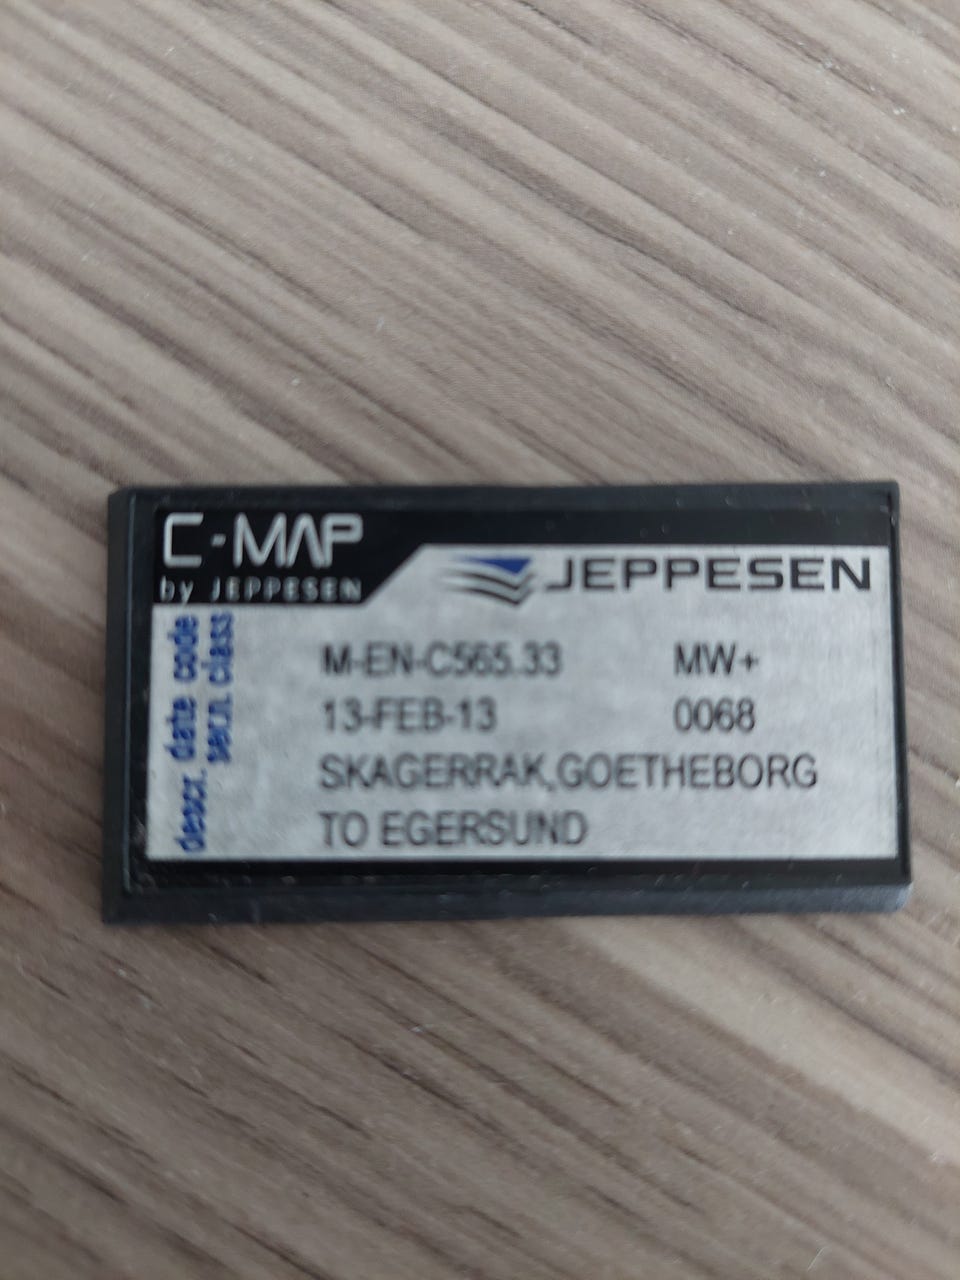 C-MAP
by JEPPESEN
JEPPESEN
code
class
date
secn.
descr.
M-EN-C565.33 MW+
13-FEB-13 0068
SKAGERRAK,GOETHEBORG
TO EGERSUND